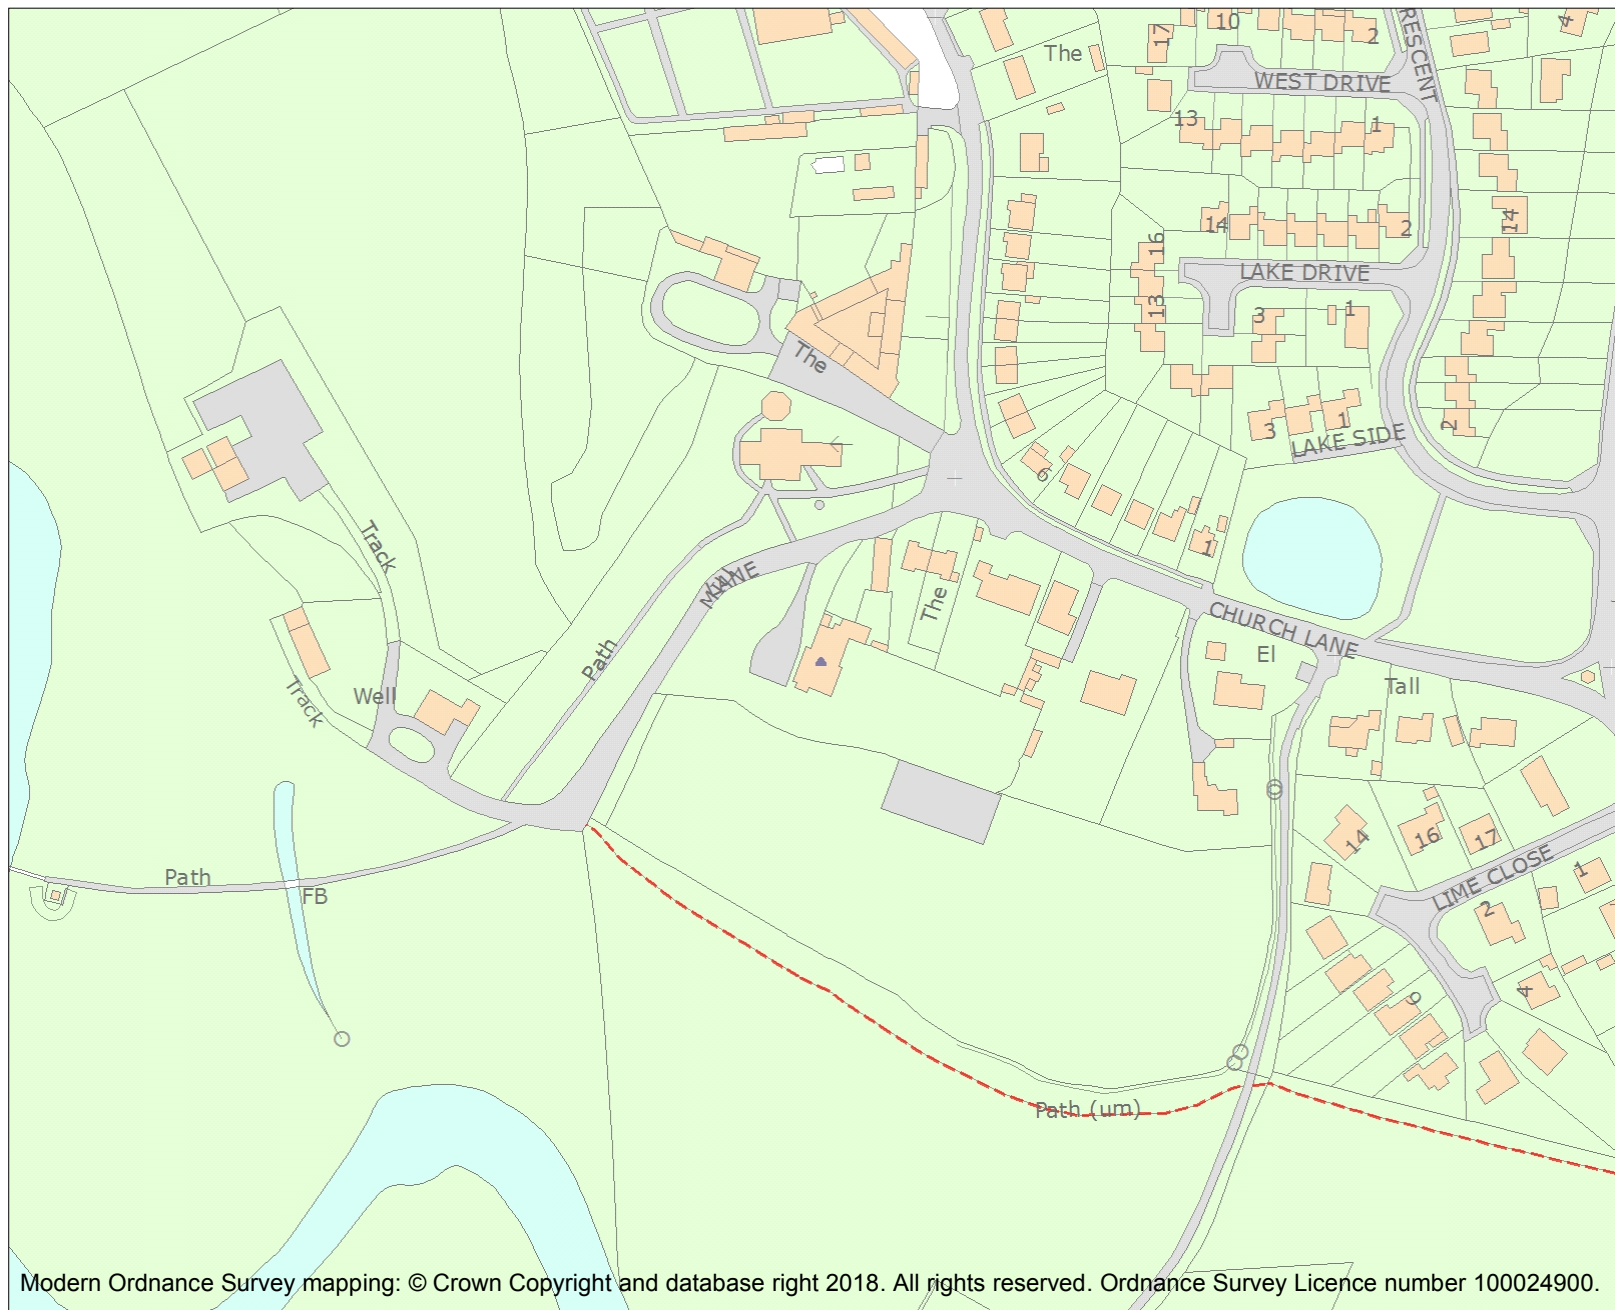 RESCENT
17
10
2
4
The
WEST DRIVE
13
1
14
2
14
16
LAKE DRIVE
13
3
1
The
3
1
LAKE SIDE
2
6
1
Track
LANE
The
CHURCH LANE
El
Path
Tall
Track
Well
14
16
17
LIME CLOSE
1
2
Path
FB
9
4
Path (um)
Modern Ordnance Survey mapping: © Crown Copyright and database right 2018. All rights reserved. Ordnance Survey Licence number 100024900.